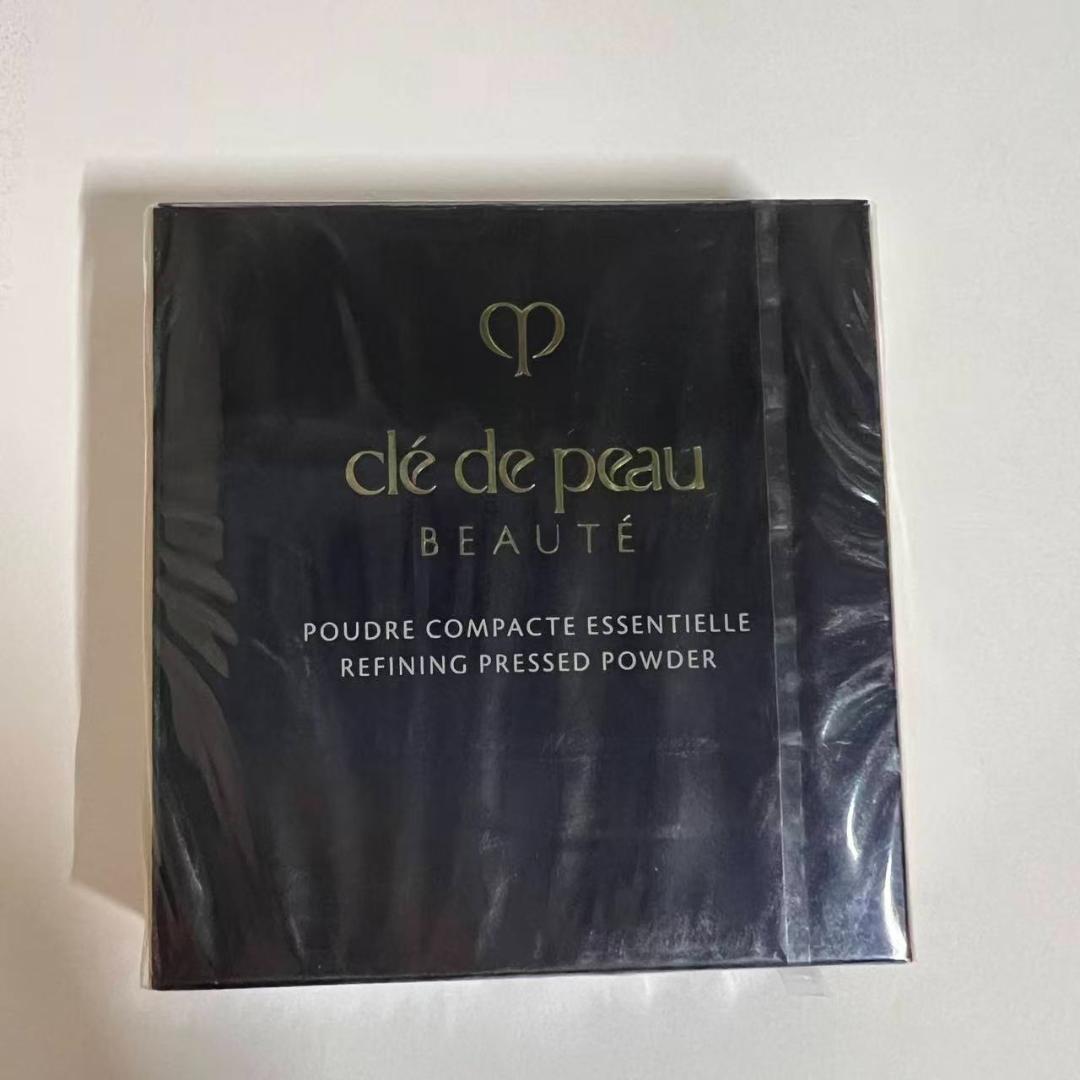 clé de peau
BEAUTÉ
POUDRE COMPACTE ESSENTIELLE
REFINING PRESSED POWDER